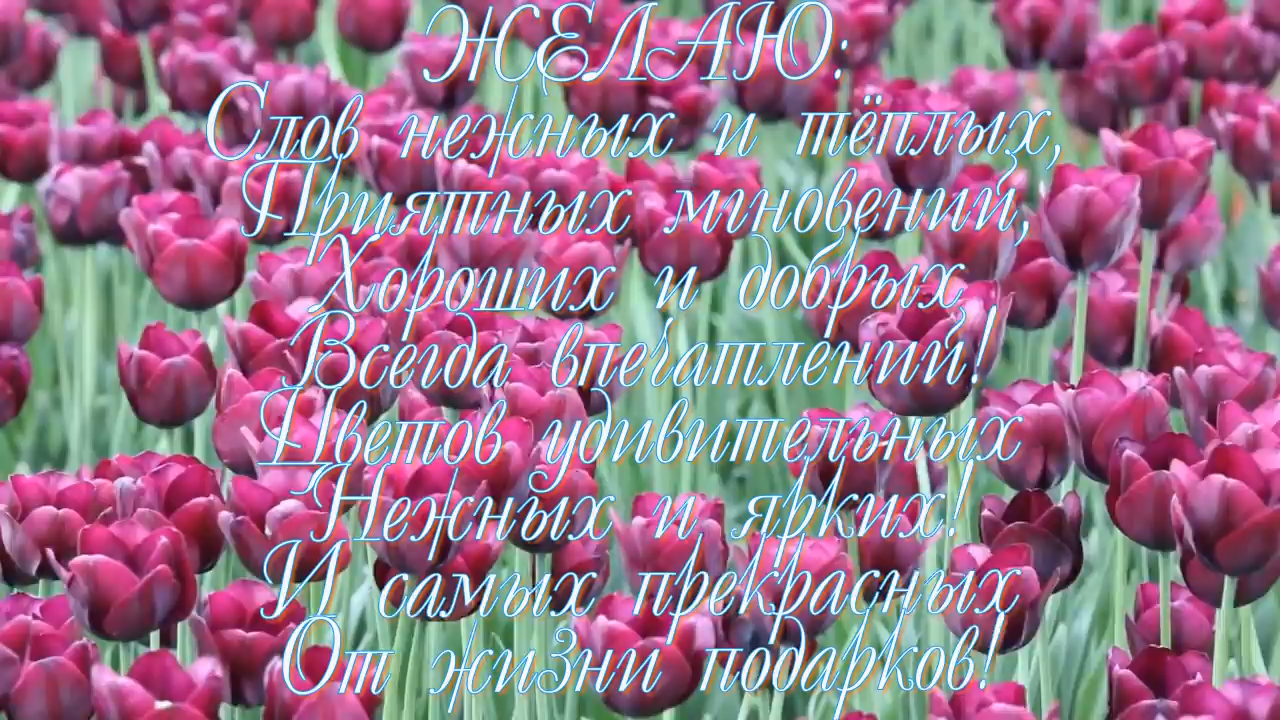 ЖЕЛАЮ:
Слов нежных и тёплых,
Приятных мгновений,
Хороших и добрых,
Всегда впечатлений!
Цветов удивительных
Нежных и ярких!
И самых прекрасных
От жизни подарков!